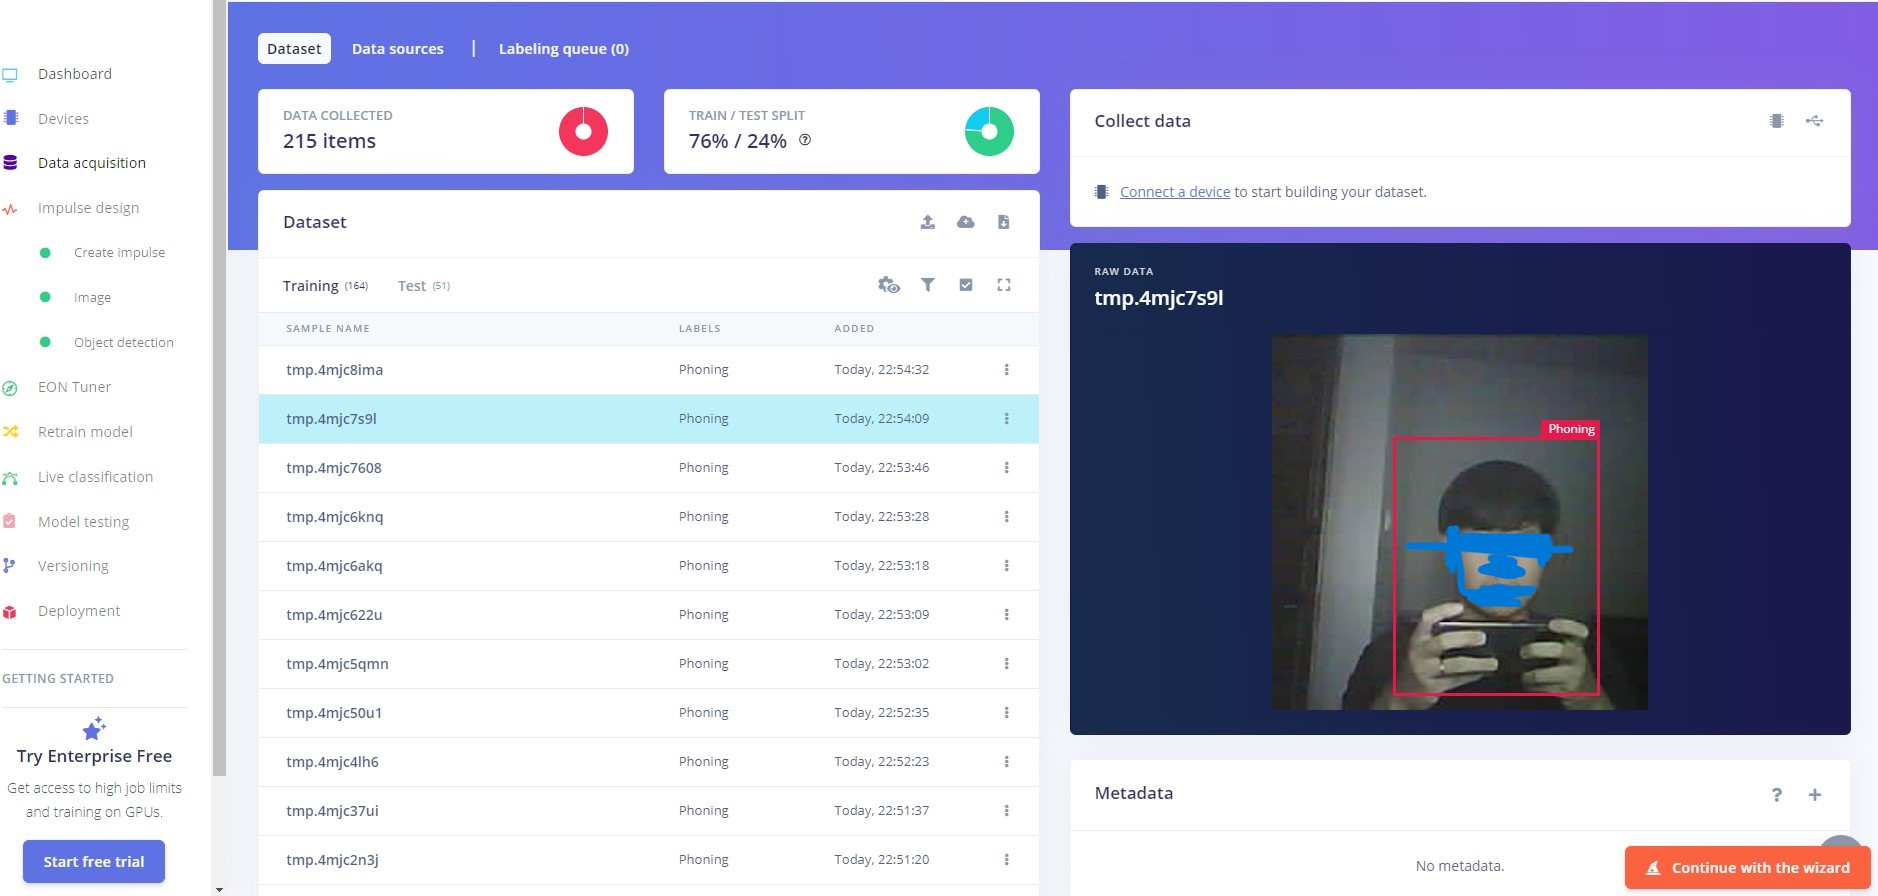 Dashboard
Devices
Data acquisition
Impulse design
Create impulse
Image
Object detection
EON Tuner
Retrain model
Live classification
Model testing
Versioning
Deployment
GETTING STARTED
Try Enterprise Free
Get access to high job limits
and training on GPUs.
Start free trial
Dataset Data sources | Labeling queue (0)
DATA COLLECTED
215 items
TRAIN / TEST SPLIT
76% / 24% ?
Dataset
Training (164) Test (51)
SAMPLE NAME LABELS ADDED
tmp.4mjc8ima Phoning Today, 22:54:32
tmp.4mjc7s9l Phoning Today, 22:54:09
tmp.4mjc7608 Phoning Today, 22:53:46
tmp.4mjc6knq Phoning Today, 22:53:28
tmp.4mjc6akq Phoning Today, 22:53:18
tmp.4mjc622u Phoning Today, 22:53:09
tmp.4mjc5qmn Phoning Today, 22:53:02
tmp.4mjc50u1 Phoning Today, 22:52:35
tmp.4mjc4lh6 Phoning Today, 22:52:23
tmp.4mjc37ui Phoning Today, 22:51:37
tmp.4mjc2n3j Phoning Today, 22:51:20
Collect data
Connect a device to start building your dataset.
RAW DATA
tmp.4mjc7s9l
Phoning
Metadata
? +
No metadata.
Continue with the wizard